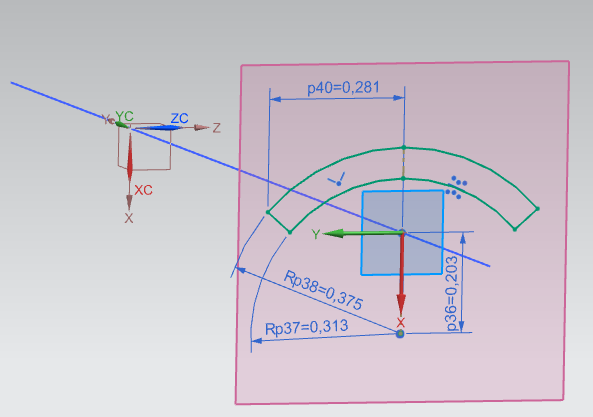 p40=0,281
YC
ZC
Z
XC
X
Y
Rp38=0,375
Rp37=0,313
X
p36=0,203